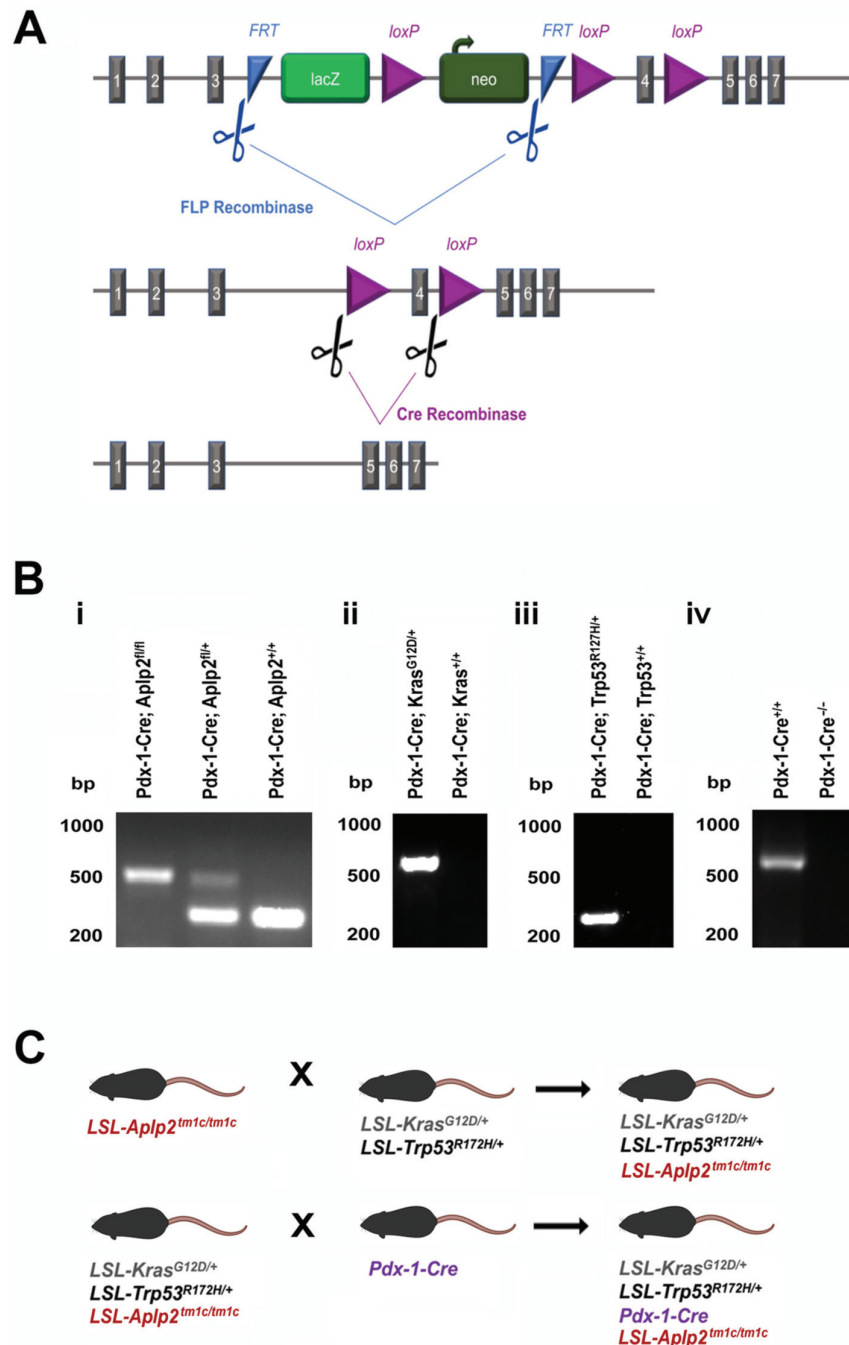 A
FRT loxP FRT loxP loxP
1 2 3 lacZ neo 4 5 6 7
FLP Recombinase
loxP loxP
1 2 3 4 5 6 7
Cre Recombinase
1 2 3 5 6 7
B
i
bp
Pdx-1-Cre; Aplp2fl/fl
Pdx-1-Cre; Aplp2fl/+
Pdx-1-Cre; Aplp2+/+
1000
500
200
ii
bp
Pdx-1-Cre; KrasG12D/+
Pdx-1-Cre; Kras+/+
1000
500
200
iii
bp
Pdx-1-Cre; Trp53R127H/+
Pdx-1-Cre; Trp53+/+
1000
500
200
iv
bp
Pdx-1-Cre+/+
Pdx-1-Cre-/-
1000
500
200
C
X
LSL-Aplp2tm1c/tm1c
LSL-KrasG12D/+
LSL-Trp53R172H/+
LSL-KrasG12D/+
LSL-Trp53R172H/+
LSL-Aplp2tm1c/tm1c
X
LSL-KrasG12D/+
LSL-Trp53R172H/+
LSL-Aplp2tm1c/tm1c
Pdx-1-Cre
LSL-KrasG12D/+
LSL-Trp53R172H/+
Pdx-1-Cre
LSL-Aplp2tm1c/tm1c